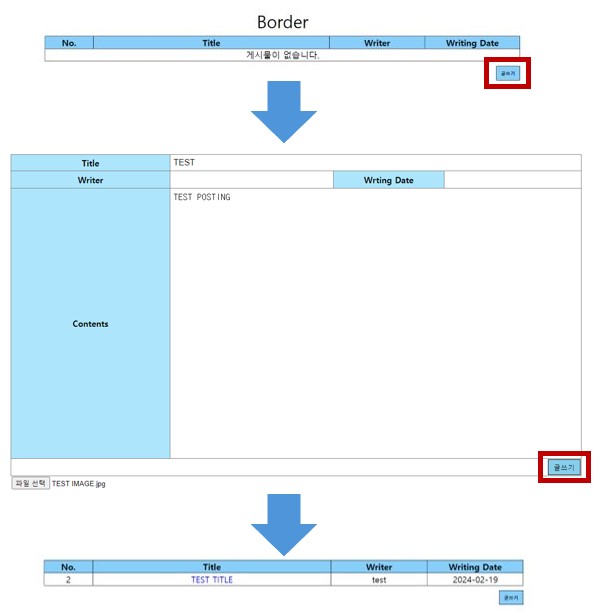 Border
No. Title Writer Writing Date
게시물이 없습니다.
글쓰기
Title TEST
Writer Wrting Date
Contents TEST POSTING
글쓰기
파일 선택 TEST IMAGE.jpg
No. Title Writer Writing Date
2 TEST TITLE test 2024-02-19
글쓰기